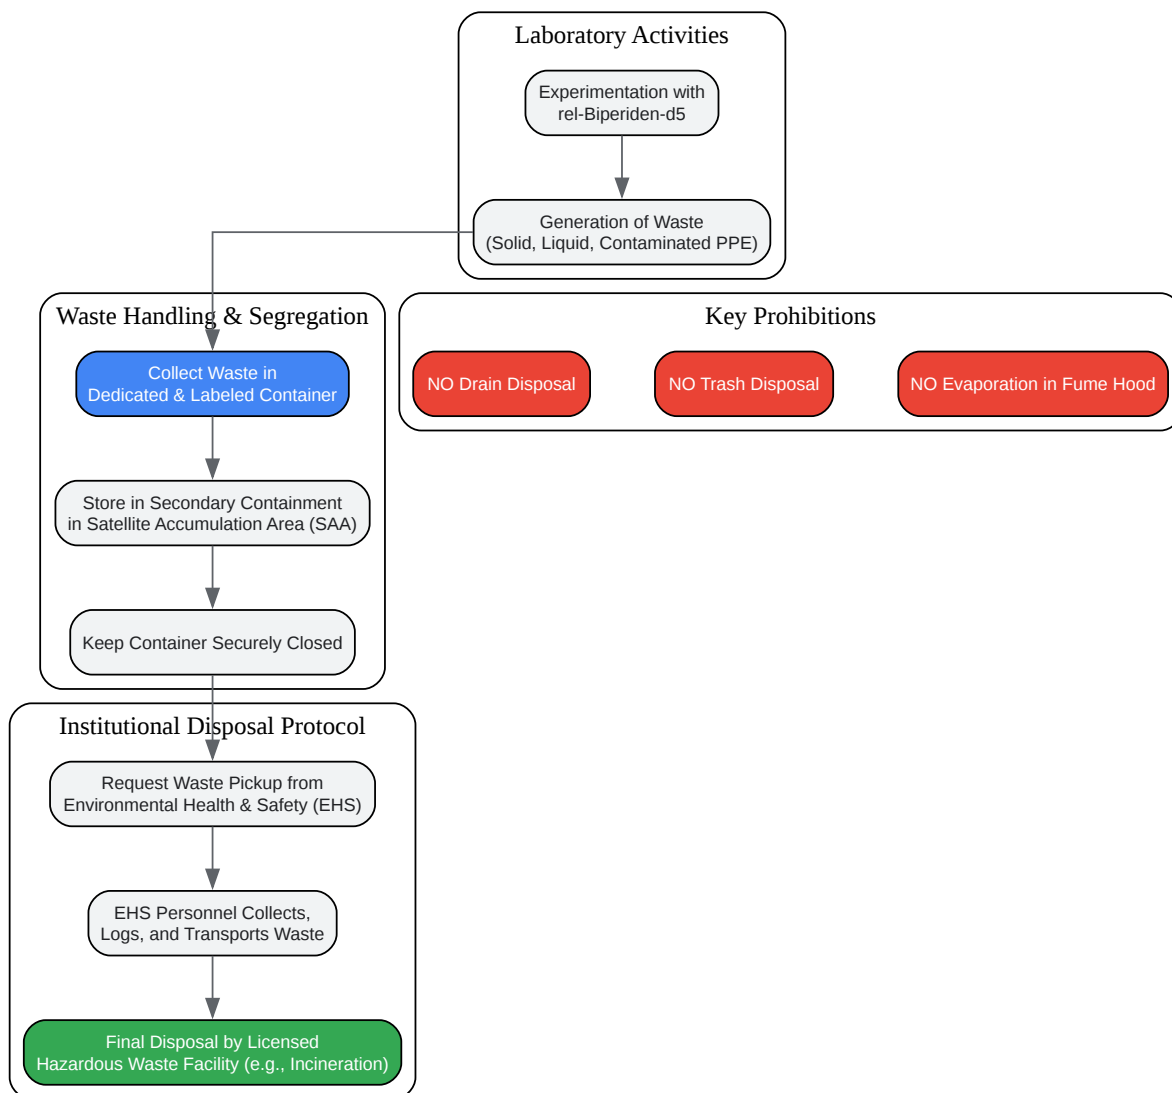 Laboratory Activities
Experimentation with
rel-Biperiden-d5
Generation of Waste
(Solid, Liquid, Contaminated PPE)
Waste Handling & Segregation
Collect Waste in
Dedicated & Labeled Container
Store in Secondary Containment
in Satellite Accumulation Area (SAA)
Keep Container Securely Closed
Key Prohibitions
NO Drain Disposal
NO Trash Disposal
NO Evaporation in Fume Hood
Institutional Disposal Protocol
Request Waste Pickup from
Environmental Health & Safety (EHS)
EHS Personnel Collects,
Logs, and Transports Waste
Final Disposal by Licensed
Hazardous Waste Facility (e.g., Incineration)